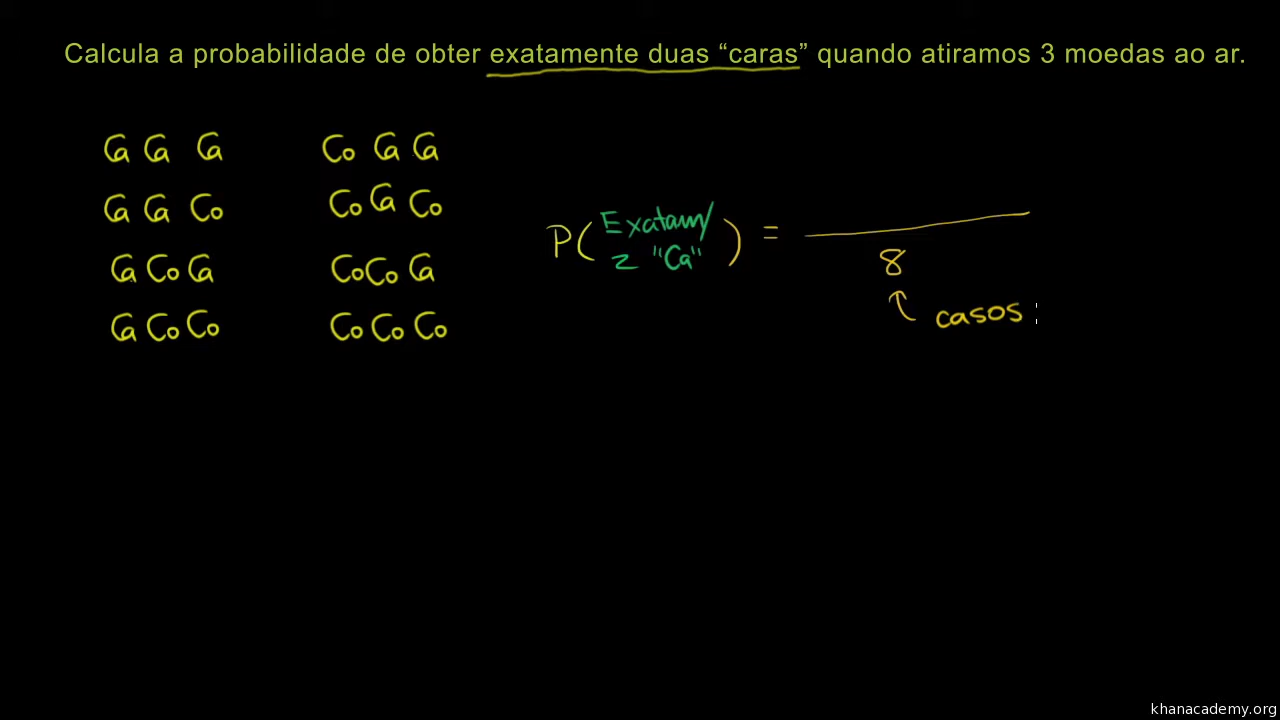 Calcula a probabilidade de obter exatamente duas “caras” quando atiramos 3 moedas ao ar.
Ca Ca Ca
Ca Ca Co
Ca Co Ca
Ca Co Co
Co Ca Ca
Co Ca Co
Co Co Ca
Co Co Co
P( Exatam/ 2 "Ca" ) =
8
casos
khanacademy.org